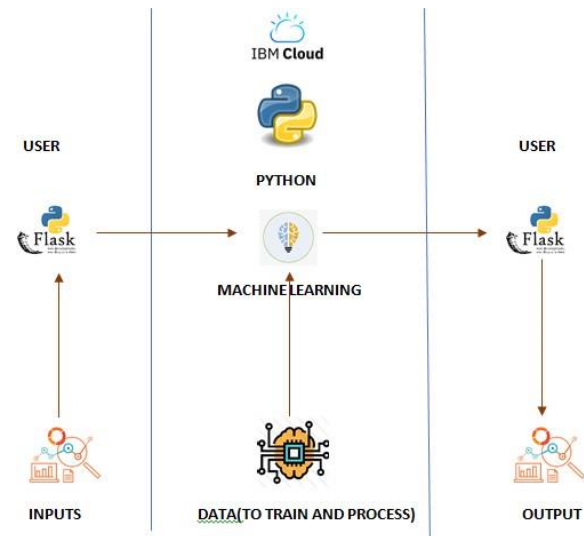 IBM Cloud
USER
USER
PYTHON
Flask
Flask
MACHINE LEARNING
INPUTS
DATA(TO TRAIN AND PROCESS)
OUTPUT